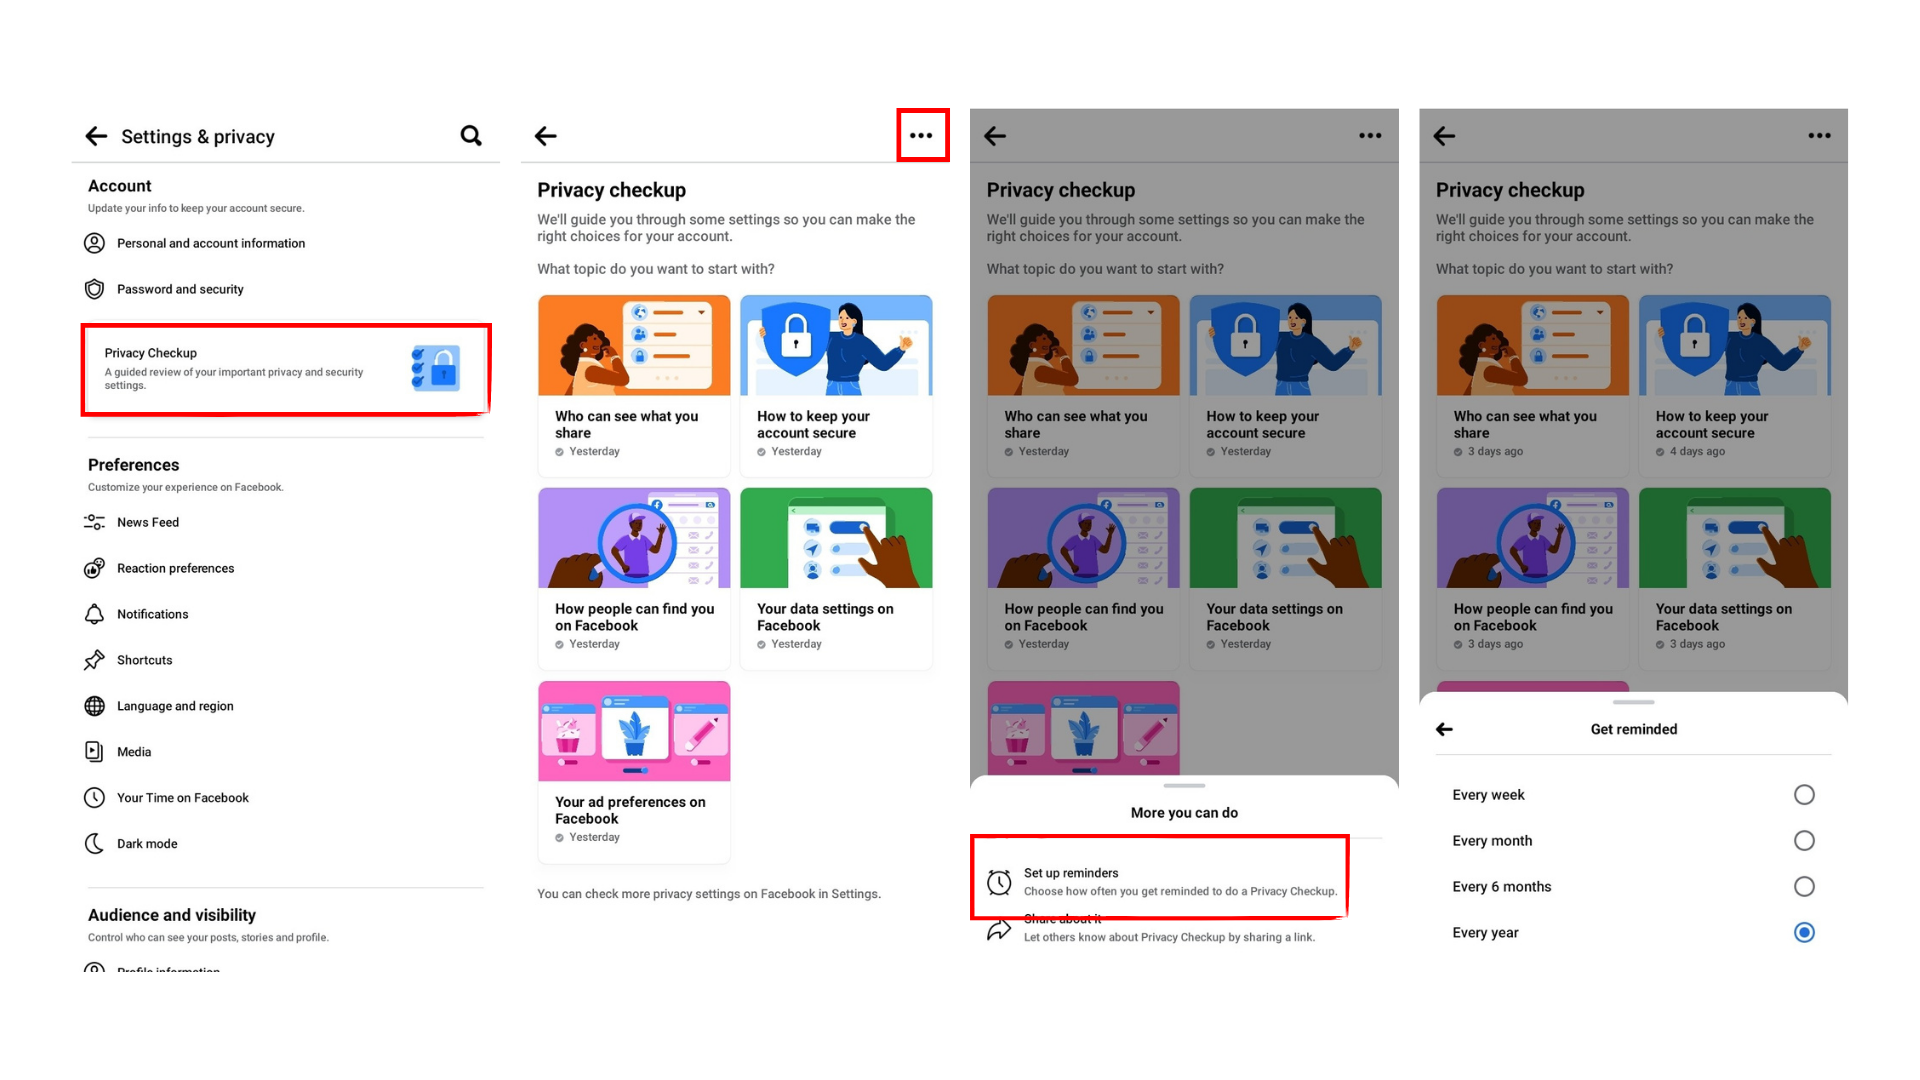 Settings & privacy
Account
Update your info to keep your account secure.
Personal and account information
Password and security
Privacy Checkup
A guided review of your important privacy and security
settings.
Preferences
Customize your experience on Facebook.
News Feed
Reaction preferences
Notifications
Shortcuts
Language and region
Media
Your Time on Facebook
Dark mode
Audience and visibility
Control who can see your posts, stories and profile.
Profile information
Privacy checkup
We'll guide you through some settings so you can make the
right choices for your account.
What topic do you want to start with?
Who can see what you
share
Yesterday
How to keep your
account secure
Yesterday
How people can find you
on Facebook
Yesterday
Your data settings on
Facebook
Yesterday
Your ad preferences on
Facebook
Yesterday
You can check more privacy settings on Facebook in Settings.
Privacy checkup
We'll guide you through some settings so you can make the
right choices for your account.
What topic do you want to start with?
Who can see what you
share
Yesterday
How to keep your
account secure
Yesterday
How people can find you
on Facebook
Yesterday
Your data settings on
Facebook
Yesterday
More you can do
Set up reminders
Choose how often you get reminded to do a Privacy Checkup.
Share about it
Let others know about Privacy Checkup by sharing a link.
Privacy checkup
We'll guide you through some settings so you can make the
right choices for your account.
What topic do you want to start with?
Who can see what you
share
3 days ago
How to keep your
account secure
4 days ago
How people can find you
on Facebook
3 days ago
Your data settings on
Facebook
3 days ago
Get reminded
Every week
Every month
Every 6 months
Every year